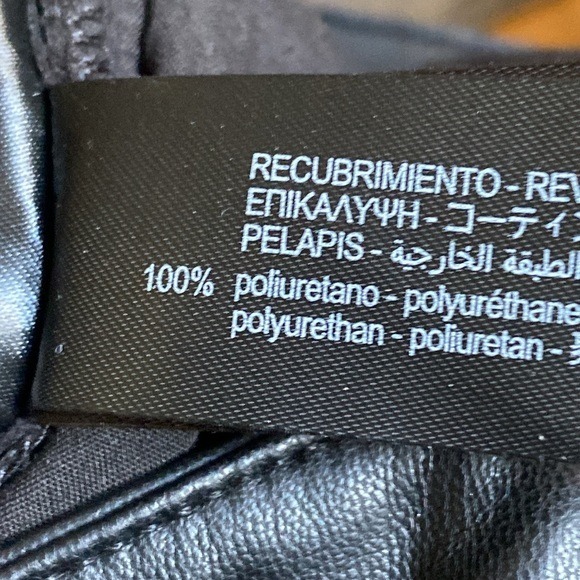 RECUBRIMIENTO - REV
ΕΠΙΚΑΛΥΨΗ - コーティ
PELAPIS - الطبقة الخارجية
100% poliuretano - polyuréthane
polyurethan - poliuretan -